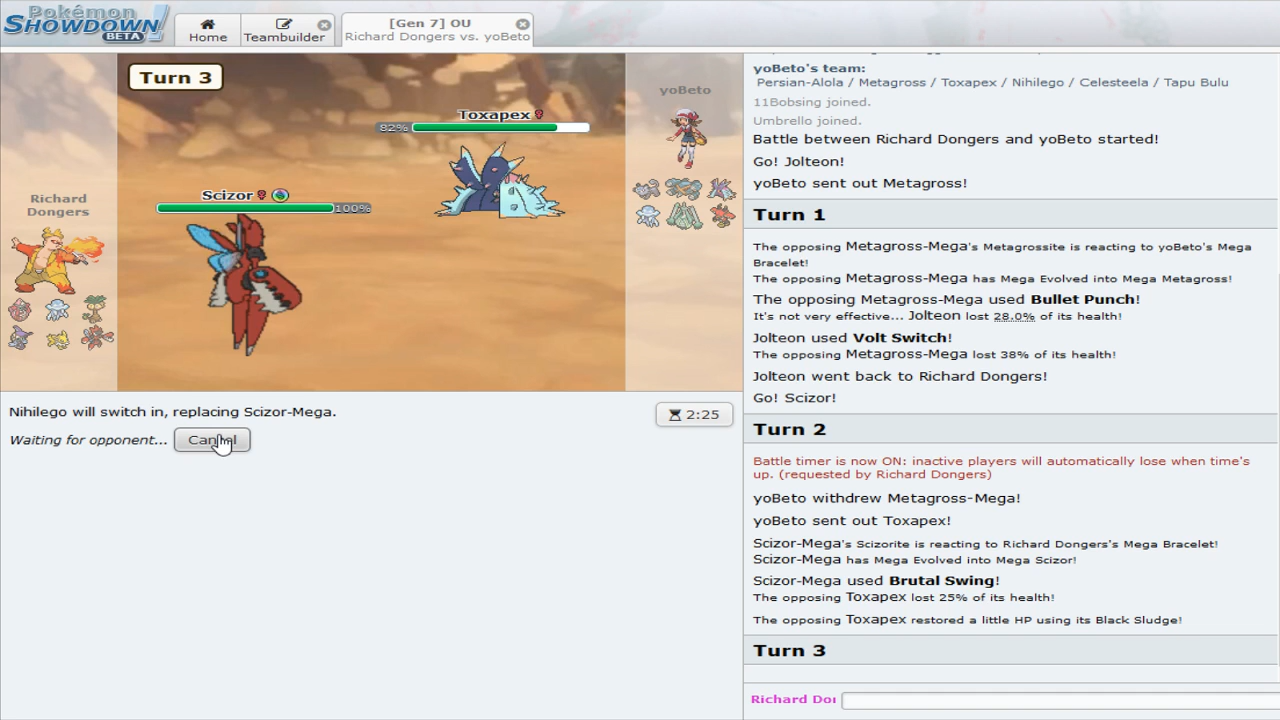 Pokémon
SHOWDOWN!
BETA
Home
Teambuilder
[Gen 7] OU
Richard Dongers vs. yoBeto
Turn 3
Toxapex
82%
Scizor
100%
Richard
Dongers
yoBeto
Nihilego will switch in, replacing Scizor-Mega.
2:25
Waiting for opponent... Cancel
yoBeto's team:
Persian-Alola / Metagross / Toxapex / Nihilego / Celesteela / Tapu Bulu
11Bobsing joined.
Umbrello joined.
Battle between Richard Dongers and yoBeto started!
Go! Jolteon!
yoBeto sent out Metagross!
Turn 1
The opposing Metagross-Mega's Metagrossite is reacting to yoBeto's Mega
Bracelet!
The opposing Metagross-Mega has Mega Evolved into Mega Metagross!
The opposing Metagross-Mega used Bullet Punch!
It's not very effective... Jolteon lost 28.0% of its health!
Jolteon used Volt Switch!
The opposing Metagross-Mega lost 38% of its health!
Jolteon went back to Richard Dongers!
Go! Scizor!
Turn 2
Battle timer is now ON: inactive players will automatically lose when time's
up. (requested by Richard Dongers)
yoBeto withdrew Metagross-Mega!
yoBeto sent out Toxapex!
Scizor-Mega's Scizorite is reacting to Richard Dongers's Mega Bracelet!
Scizor-Mega has Mega Evolved into Mega Scizor!
Scizor-Mega used Brutal Swing!
The opposing Toxapex lost 25% of its health!
The opposing Toxapex restored a little HP using its Black Sludge!
Turn 3
Richard Doi